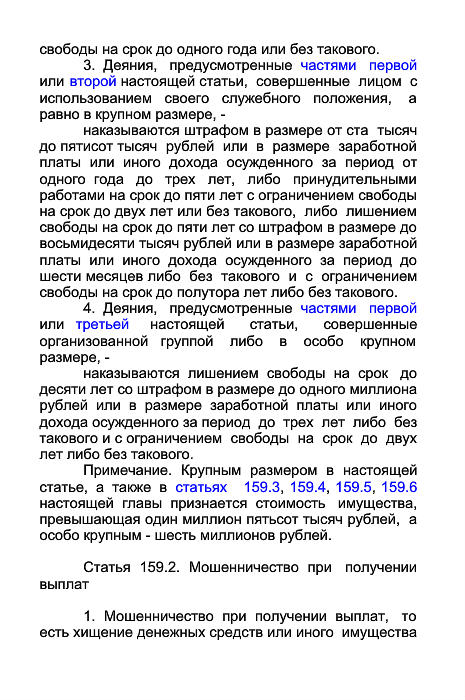 свободы на срок до одного года или без такового.
3. Деяния, предусмотренные частями первой
или второй настоящей статьи, совершенные лицом с
использованием своего служебного положения, а
равно в крупном размере, -
наказываются штрафом в размере от ста тысяч
до пятисот тысяч рублей или в размере заработной
платы или иного дохода осужденного за период от
одного года до трех лет, либо принудительными
работами на срок до пяти лет с ограничением свободы
на срок до двух лет или без такового, либо лишением
свободы на срок до пяти лет со штрафом в размере до
восьмидесяти тысяч рублей или в размере заработной
платы или иного дохода осужденного за период до
шести месяцев либо без такового и с ограничением
свободы на срок до полутора лет либо без такового.
4. Деяния, предусмотренные частями первой
или третьей настоящей статьи, совершенные
организованной группой либо в особо крупном
размере, -
наказываются лишением свободы на срок до
десяти лет со штрафом в размере до одного миллиона
рублей или в размере заработной платы или иного
дохода осужденного за период до трех лет либо без
такового и с ограничением свободы на срок до двух
лет либо без такового.
Примечание. Крупным размером в настоящей
статье, а также в статьях 159.3, 159.4, 159.5, 159.6
настоящей главы признается стоимость имущества,
превышающая один миллион пятьсот тысяч рублей, а
особо крупным - шесть миллионов рублей.
Статья 159.2. Мошенничество при получении
выплат
1. Мошенничество при получении выплат, то
есть хищение денежных средств или иного имущества